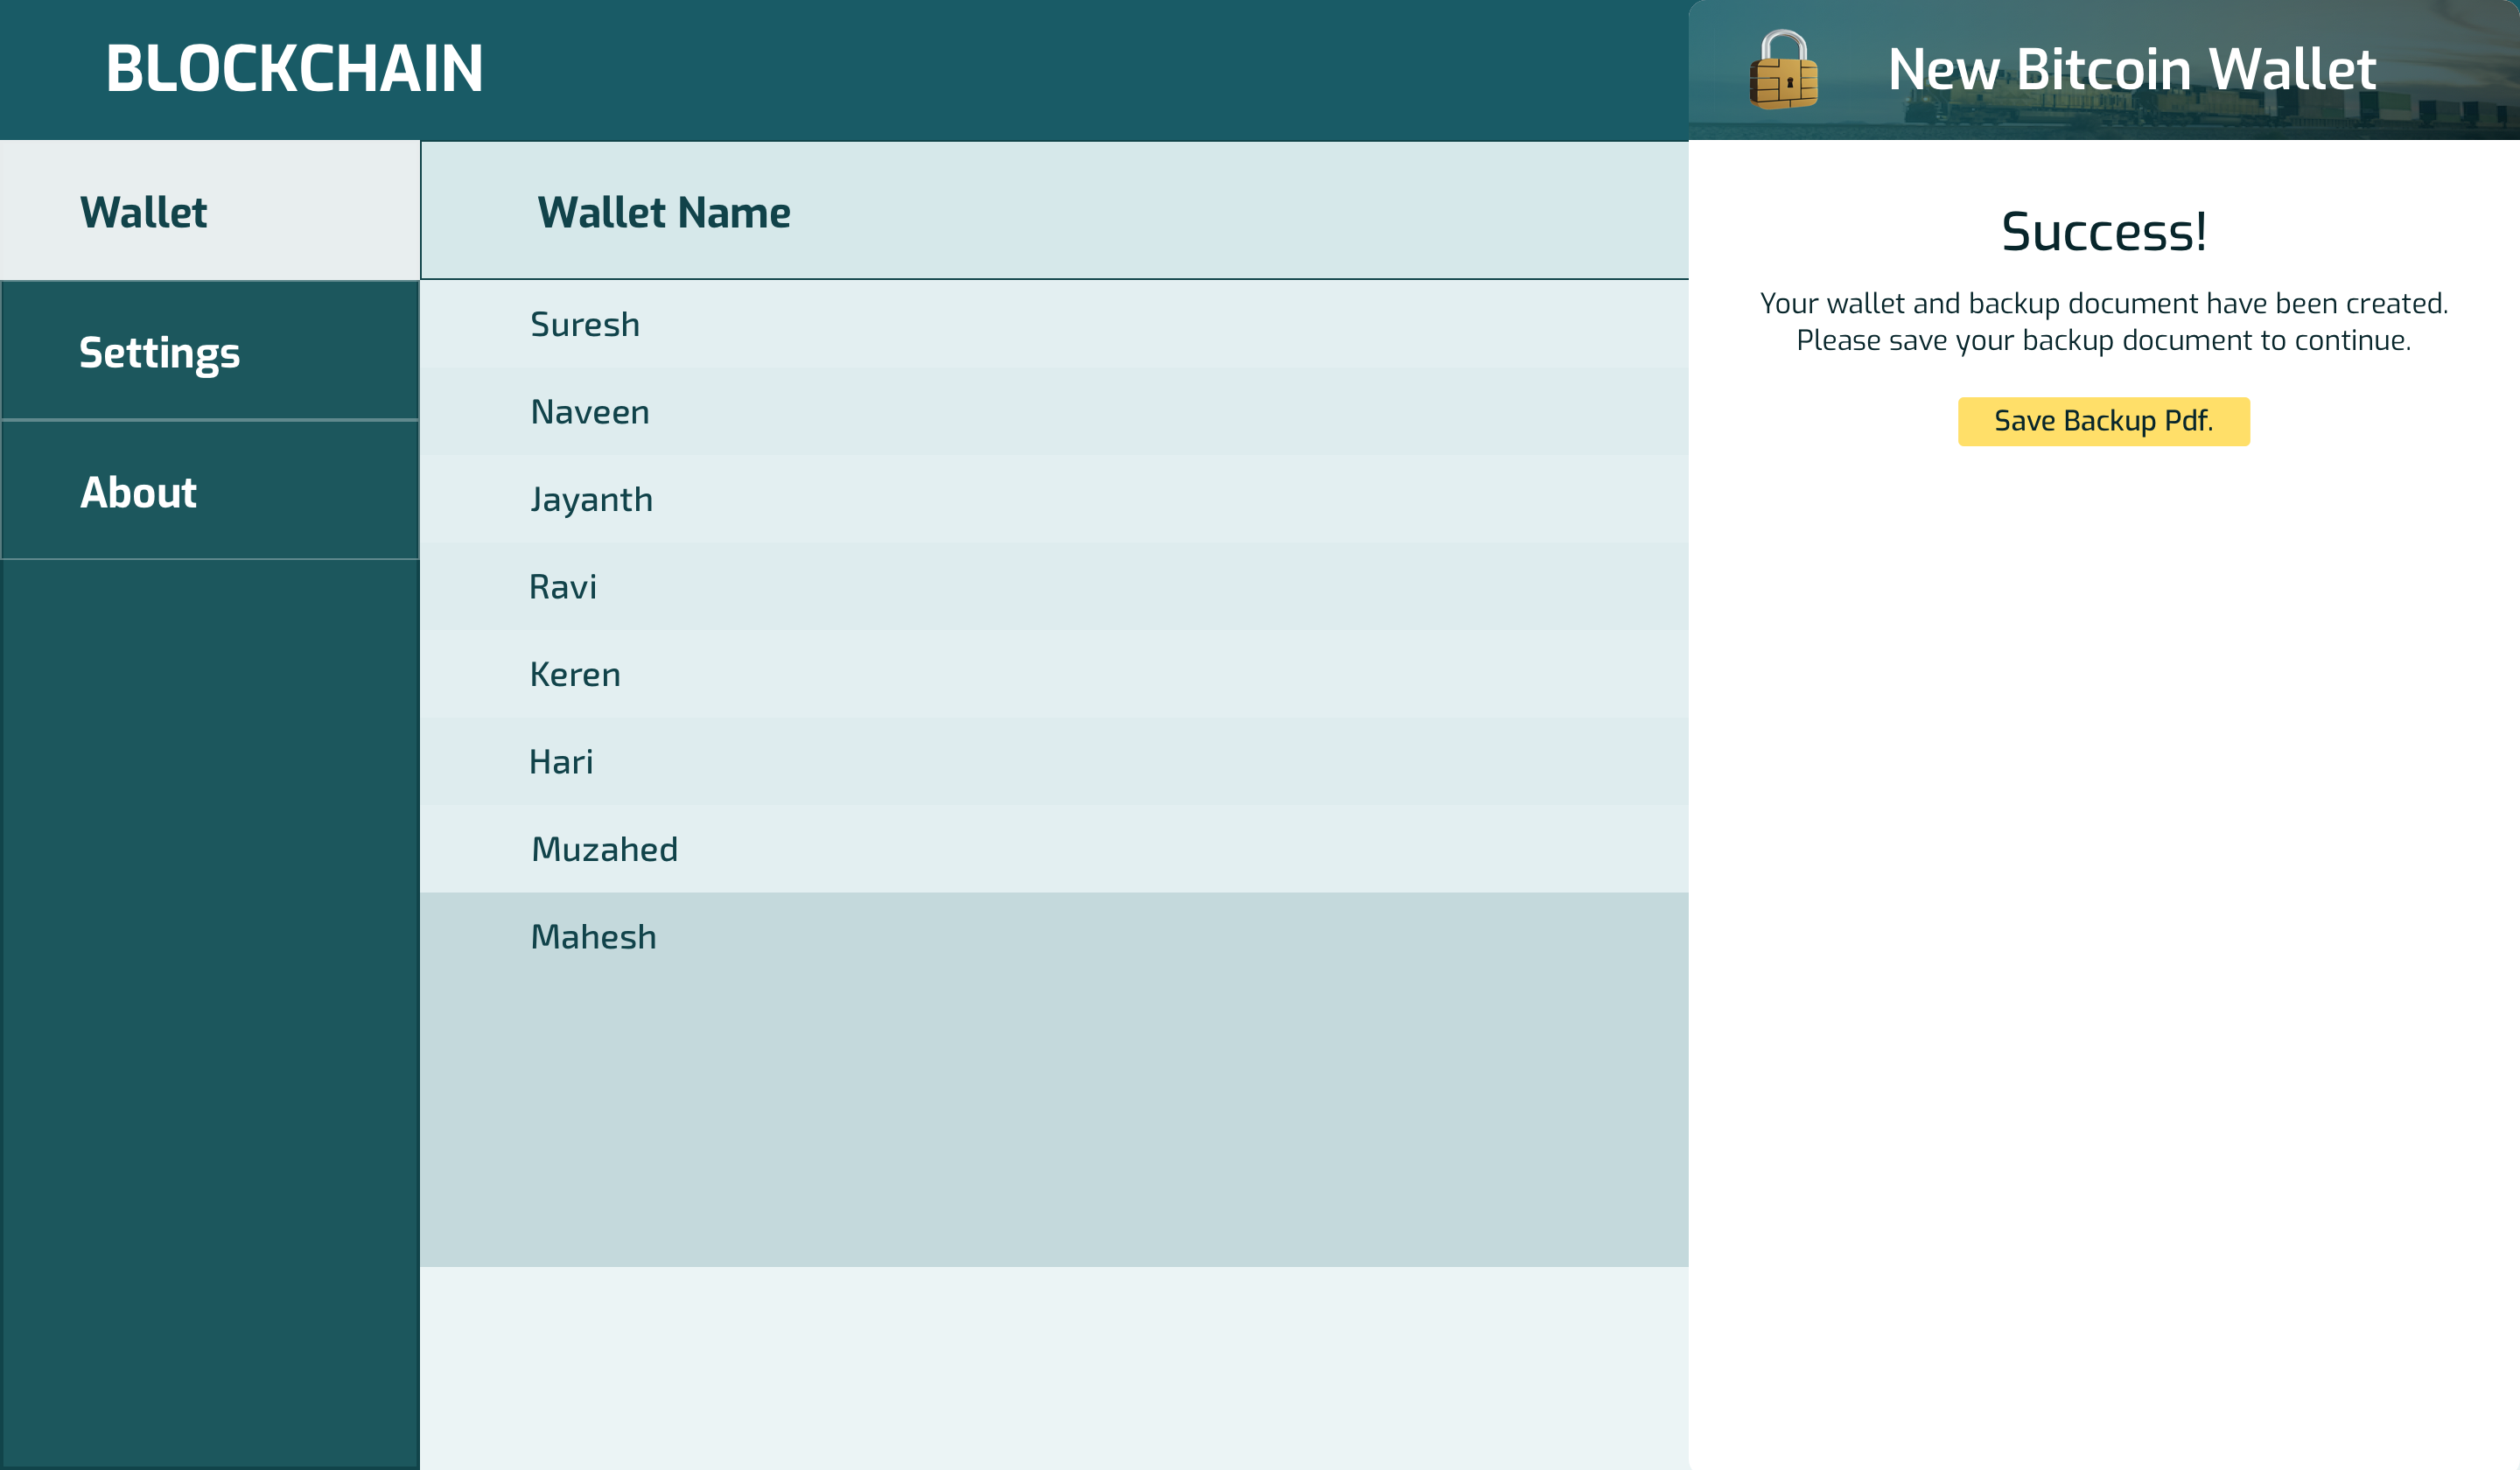 BLOCKCHAIN
New Bitcoin Wallet
Wallet
Settings
About
Wallet Name
Suresh
Naveen
Jayanth
Ravi
Keren
Hari
Muzahed
Mahesh
Success!
Your wallet and backup document have been created.
Please save your backup document to continue.
Save Backup Pdf.